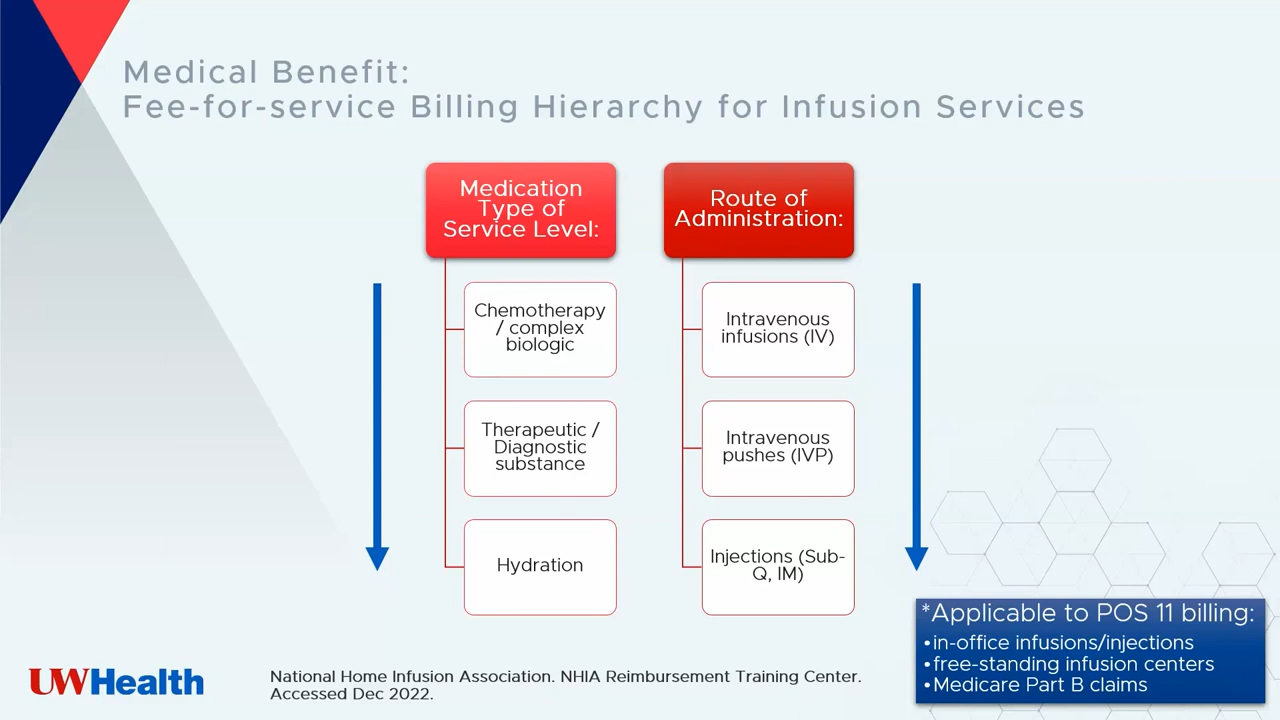 Medical Benefit:
Fee-for-service Billing Hierarchy for Infusion Services
Medication
Type of
Service Level:
Chemotherapy
/ complex
biologic
Therapeutic /
Diagnostic
substance
Hydration
Route of
Administration:
Intravenous
infusions (IV)
Intravenous
pushes (IVP)
Injections (Sub-
Q, IM)
*Applicable to POS 11 billing:
•in-office infusions/injections
•free-standing infusion centers
•Medicare Part B claims
UWHealth
National Home Infusion Association. NHIA Reimbursement Training Center.
Accessed Dec 2022.